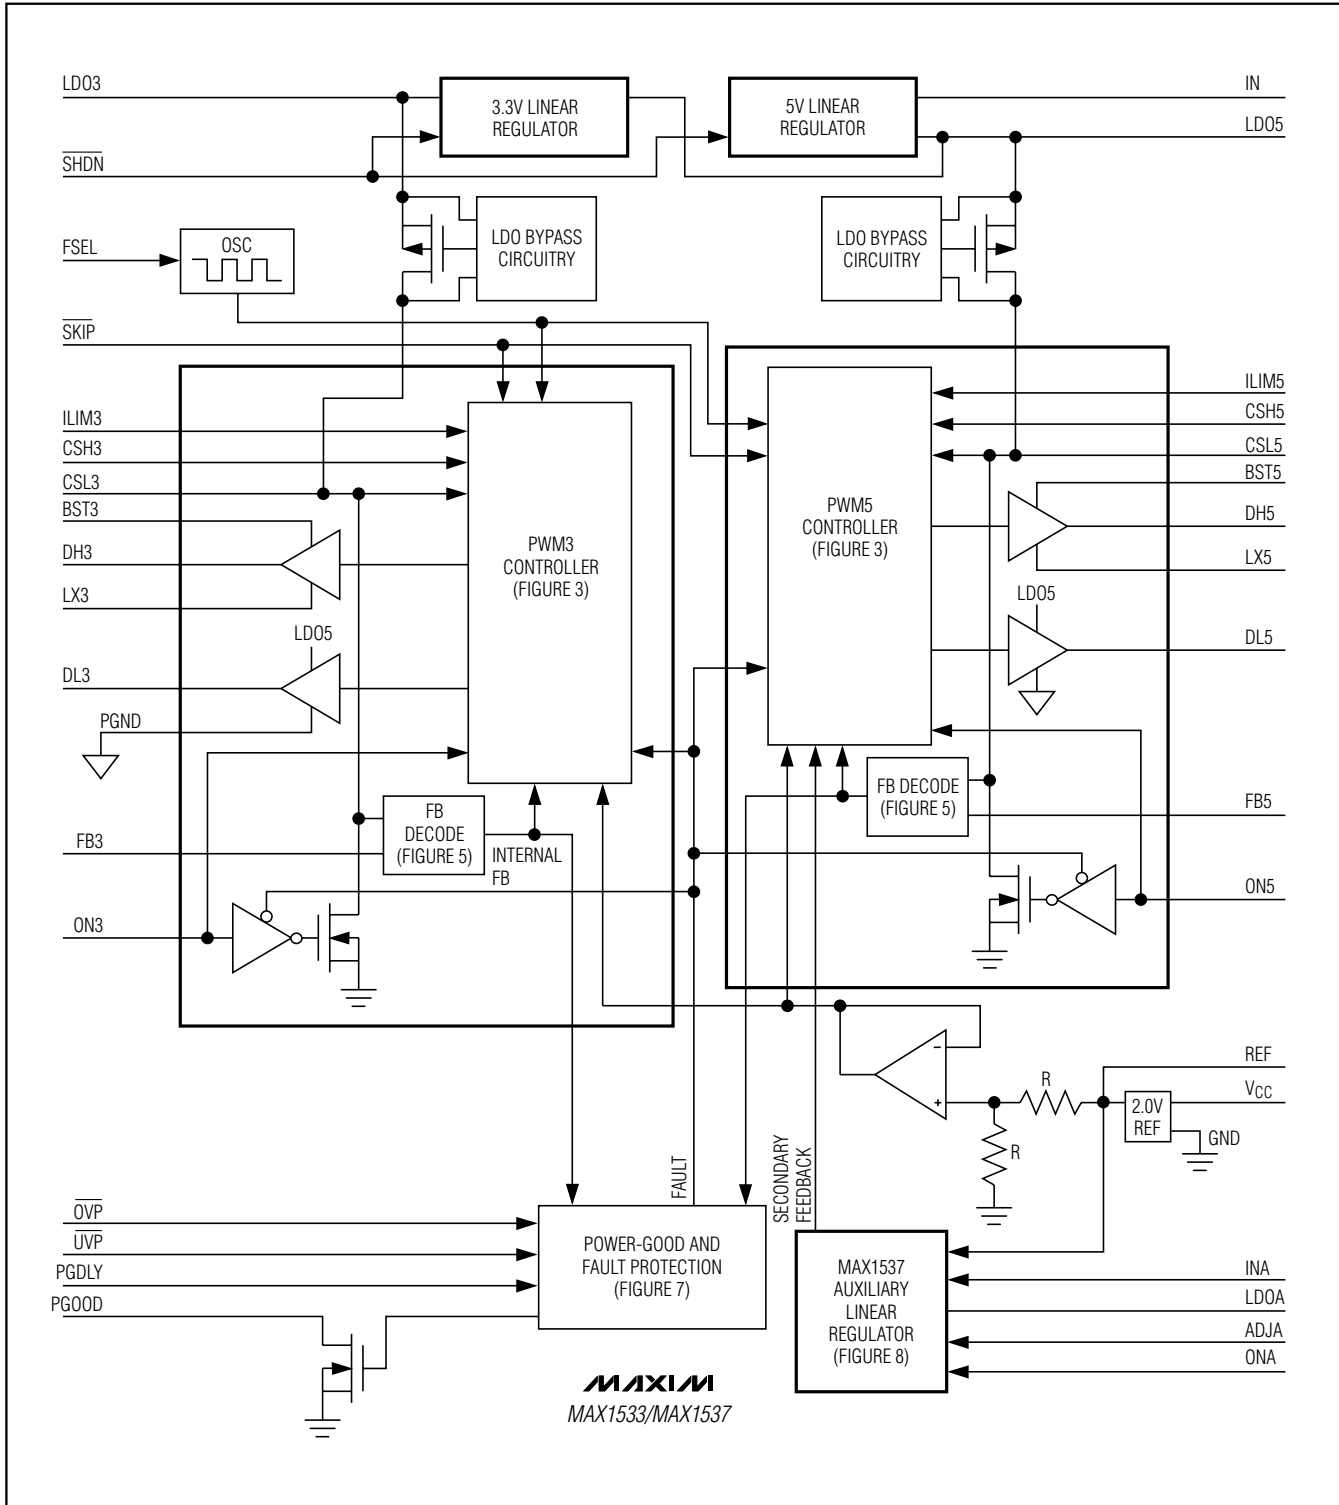 LDO3
3.3V LINEAR
REGULATOR
5V LINEAR
REGULATOR
IN
LDO5
SHDN
FSEL
OSC
LDO BYPASS
CIRCUITRY
LDO BYPASS
CIRCUITRY
SKIP
ILIM3
CSH3
CSL3
BST3
DH3
LX3
LDO5
DL3
PGND
PWM3
CONTROLLER
(FIGURE 3)
PWM5
CONTROLLER
(FIGURE 3)
ILIM5
CSH5
CSL5
BST5
DH5
LX5
LDO5
DL5
FB
DECODE
(FIGURE 5)
INTERNAL
FB
FB DECODE
(FIGURE 5)
FB3
FB5
ON3
ON5
-
+
R
R
REF
2.0V
REF
VCC
GND
FAULT
SECONDARY
FEEDBACK
OVP
UVP
PGDLY
PGOOD
POWER-GOOD AND
FAULT PROTECTION
(FIGURE 7)
MAX1537
AUXILIARY
LINEAR
REGULATOR
(FIGURE 8)
INA
LDOA
ADJA
ONA
MAXIM
MAX1533/MAX1537